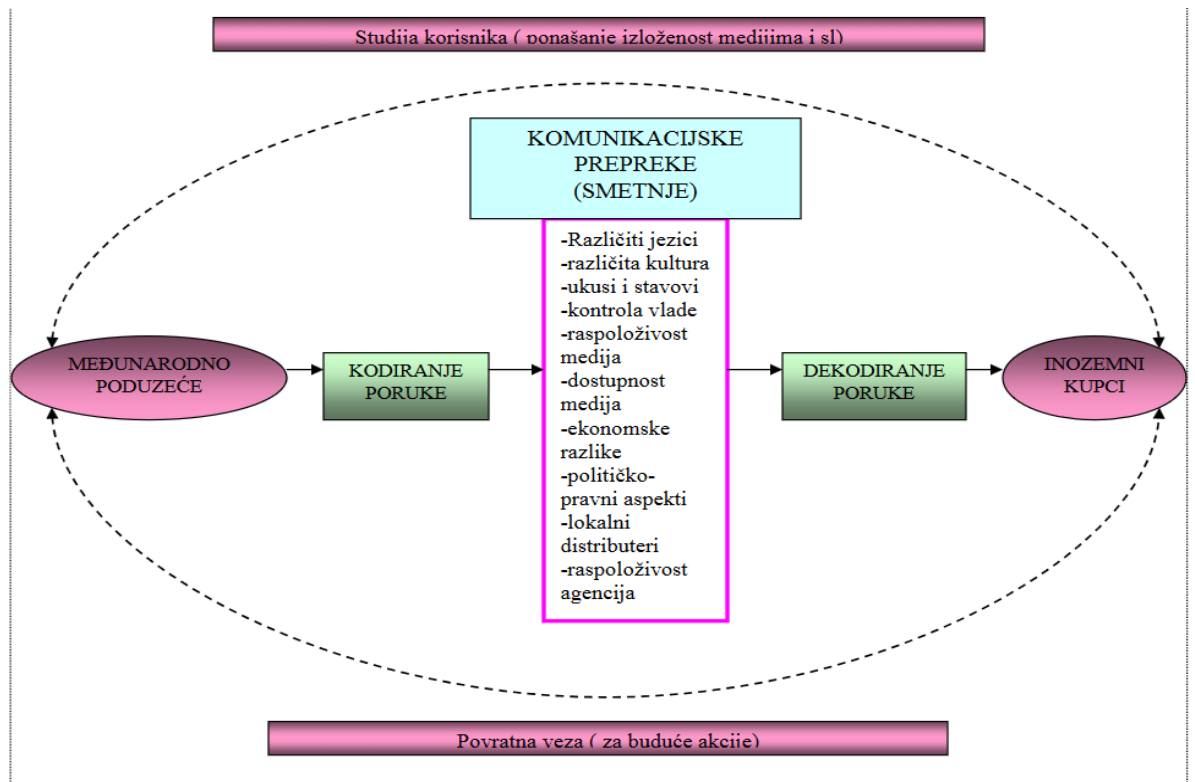 Studija korisnika ( ponašanje izloženost medijima i sl)
KOMUNIKACIJSKE
PREPREKE
(SMETNJE)
-Različiti jezici
-različita kultura
-ukusi i stavovi
-kontrola vlade
-raspoloživost
medija
-dostupnost
medija
-ekonomske
razlike
-političko-
pravni aspekti
-lokalni
distributeri
-raspoloživost
agencija
MEĐUNARODNO
PODUZEĆE
KODIRANJE
PORUKE
DEKODIRANJE
PORUKE
INOZEMNI
KUPCI
Povratna veza ( za buduće akcije)